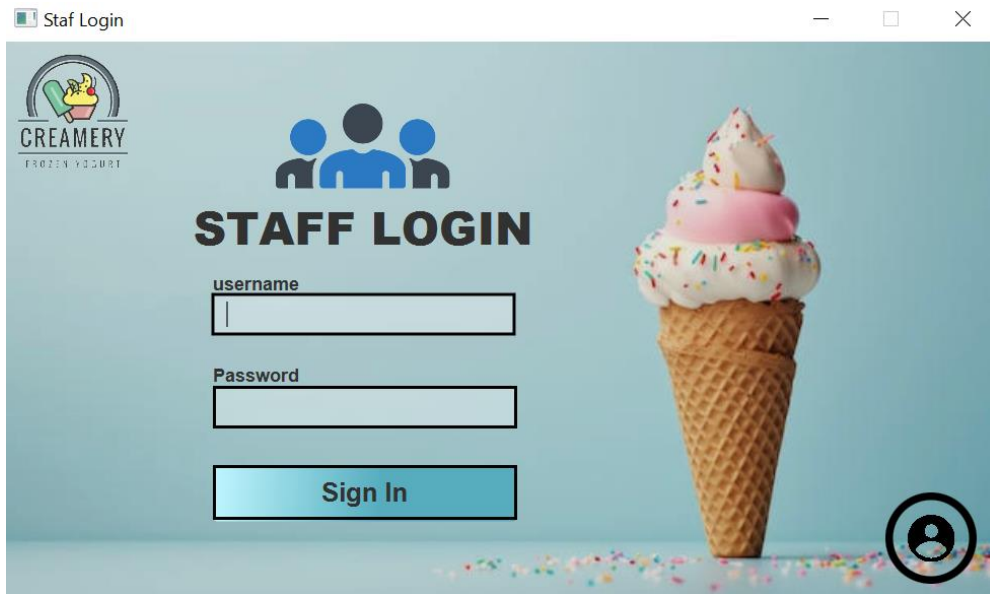 Staf Login
CREAMERY
FROZEN YOGURT
STAFF LOGIN
username
Password
Sign In